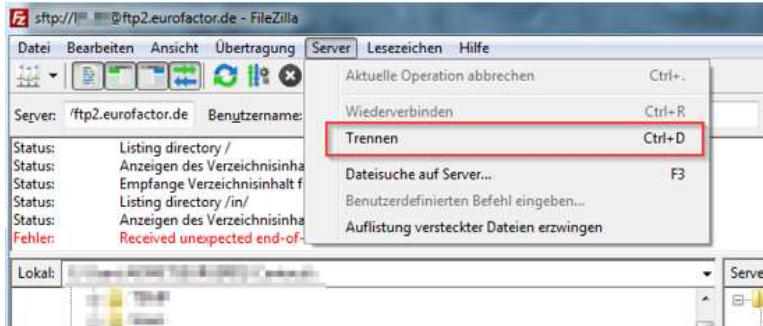 sftp:// @ftp2.eurofactor.de - FileZilla
Datei Bearbeiten Ansicht Übertragung Server Lesezeichen Hilfe
Aktuelle Operation abbrechen Ctrl+.
Server: /ftp2.eurofactor.de Benutzername: Wiederverbinden Ctrl+R
Status: Listing directory / Trennen Ctrl+D
Status: Anzeigen des Verzeichnisinha
Status: Empfange Verzeichnisinhalt f Dateisuche auf Server... F3
Status: Listing directory /in/ Benutzerdefinierten Befehl eingeben...
Status: Anzeigen des Verzeichnisinha Auflistung versteckter Dateien erzwingen
Fehler: Received unexpected end-of-
Lokal: Serve